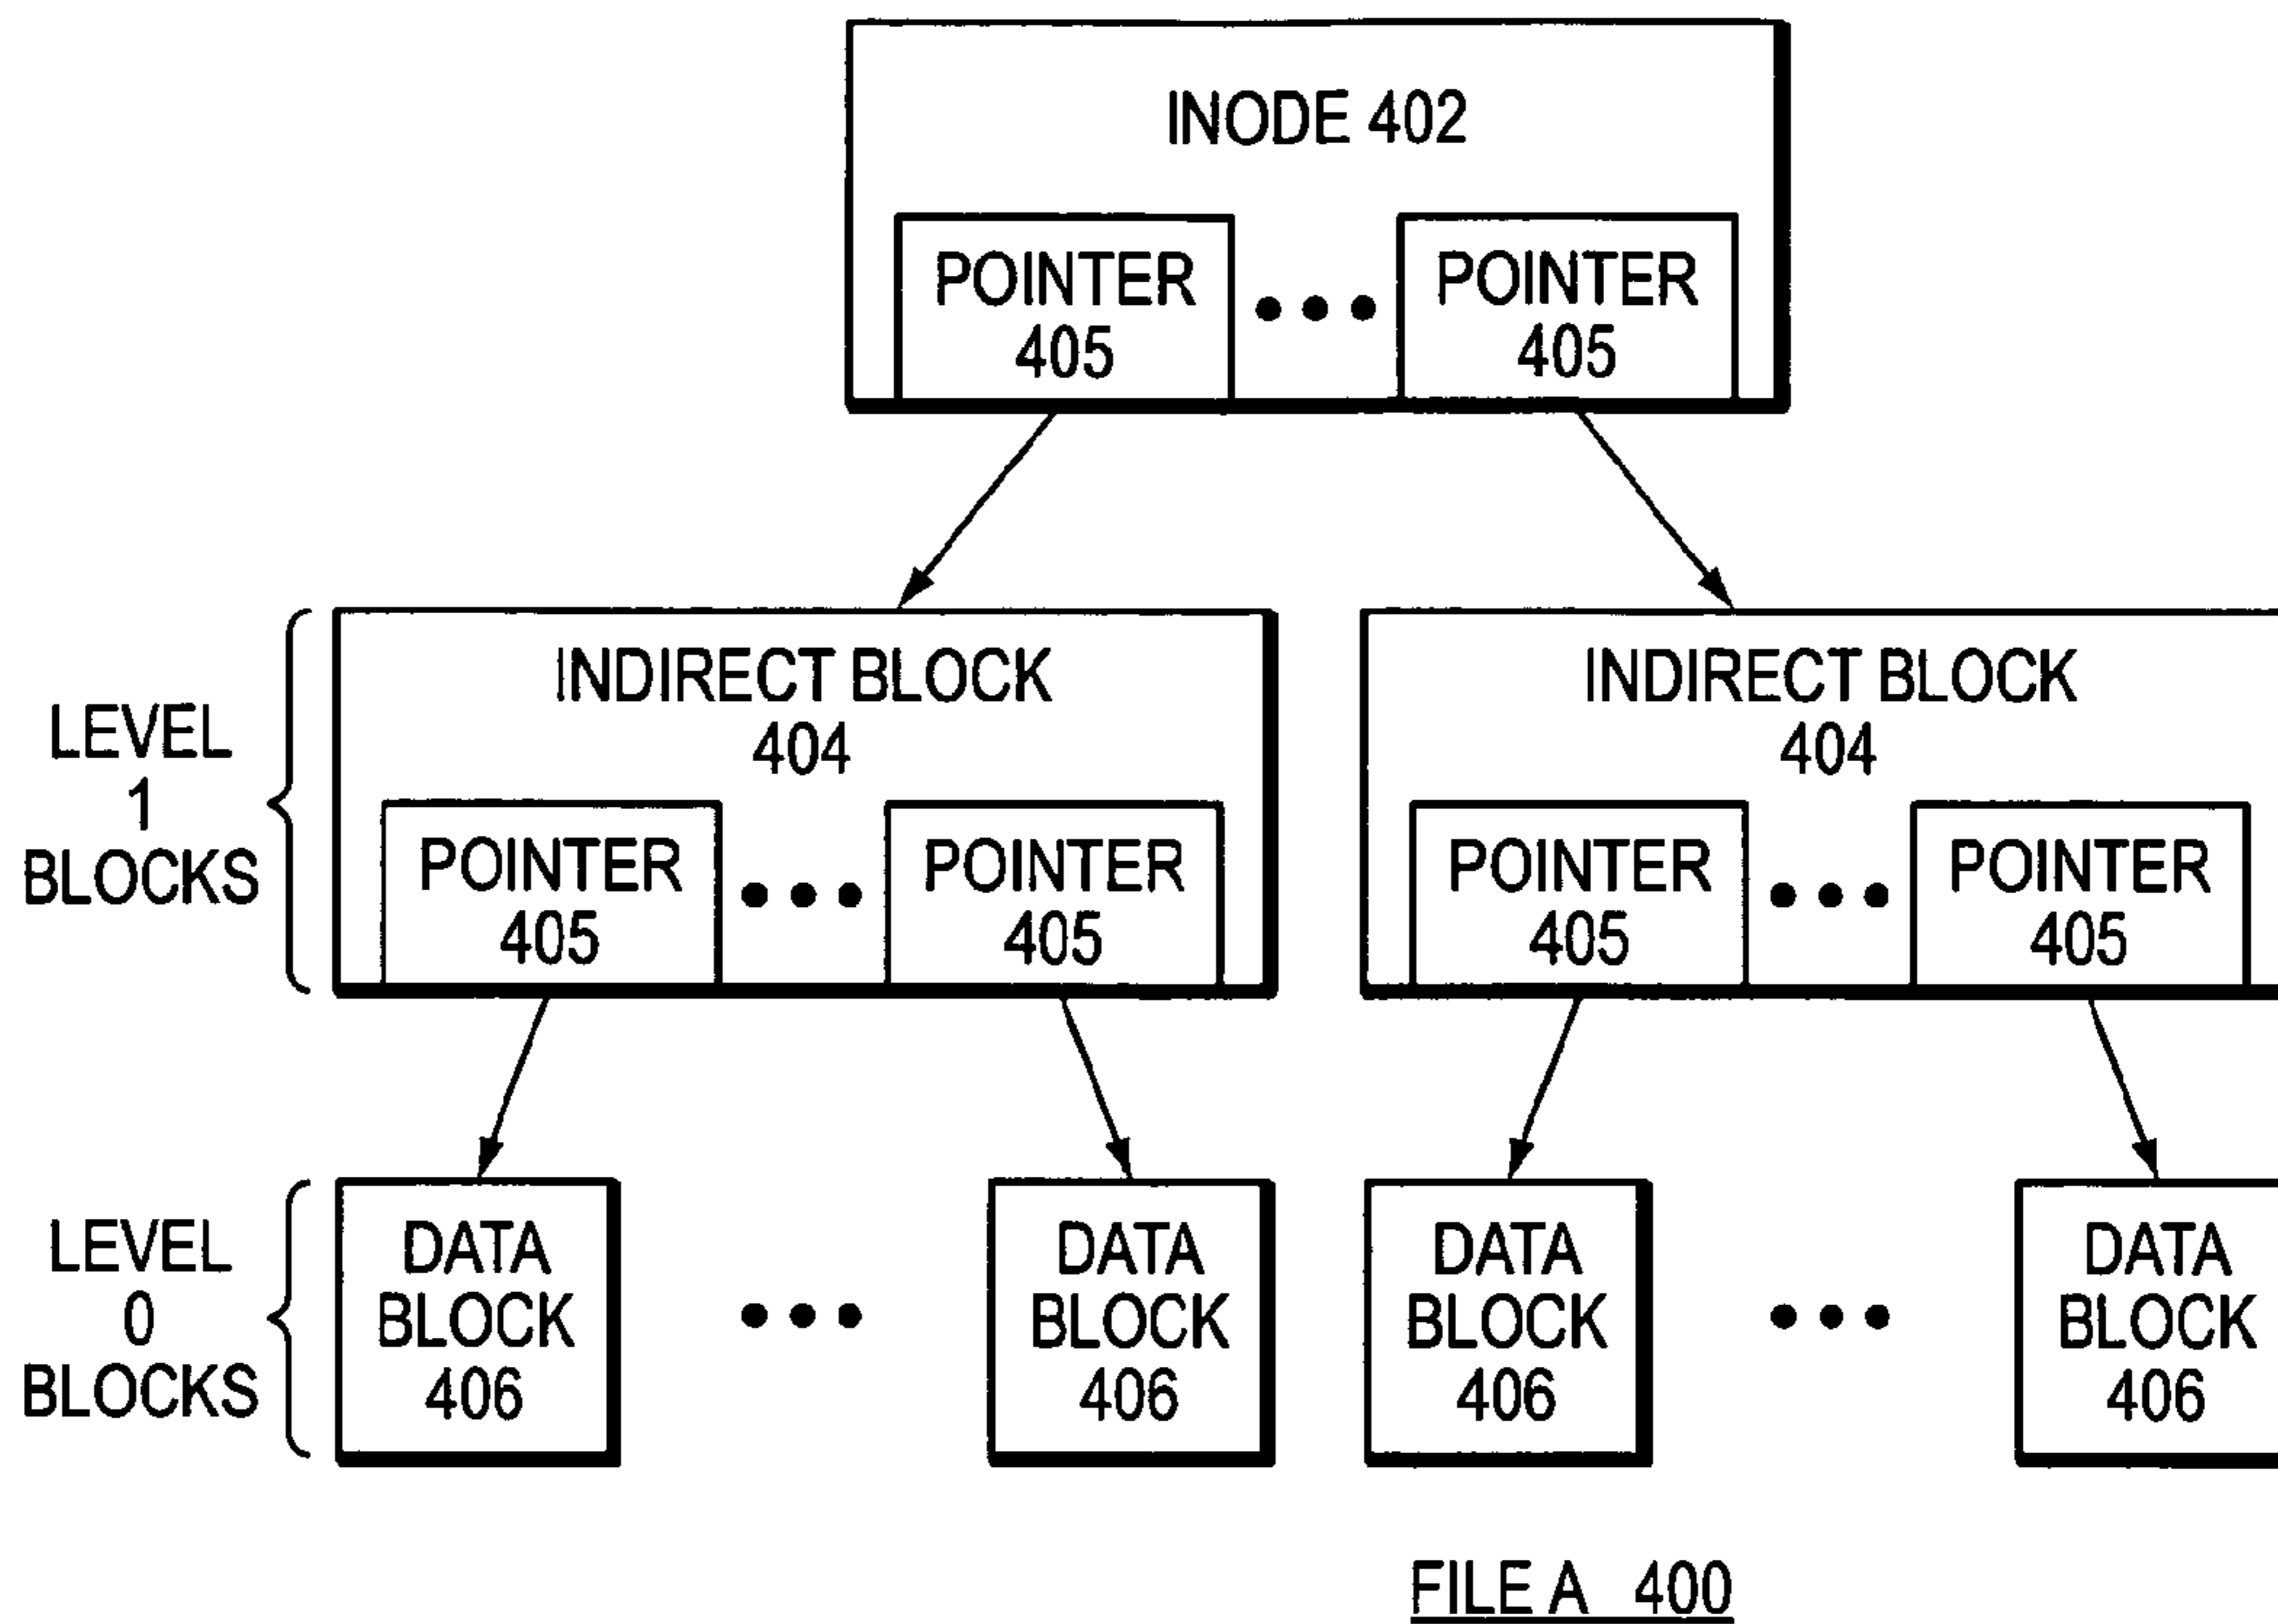 INODE 402
POINTER
405
POINTER
405
LEVEL
1
BLOCKS
INDIRECT BLOCK
404
POINTER
405
POINTER
405
INDIRECT BLOCK
404
POINTER
405
POINTER
405
LEVEL
0
BLOCKS
DATA
BLOCK
406
DATA
BLOCK
406
DATA
BLOCK
406
DATA
BLOCK
406
FILE A 400